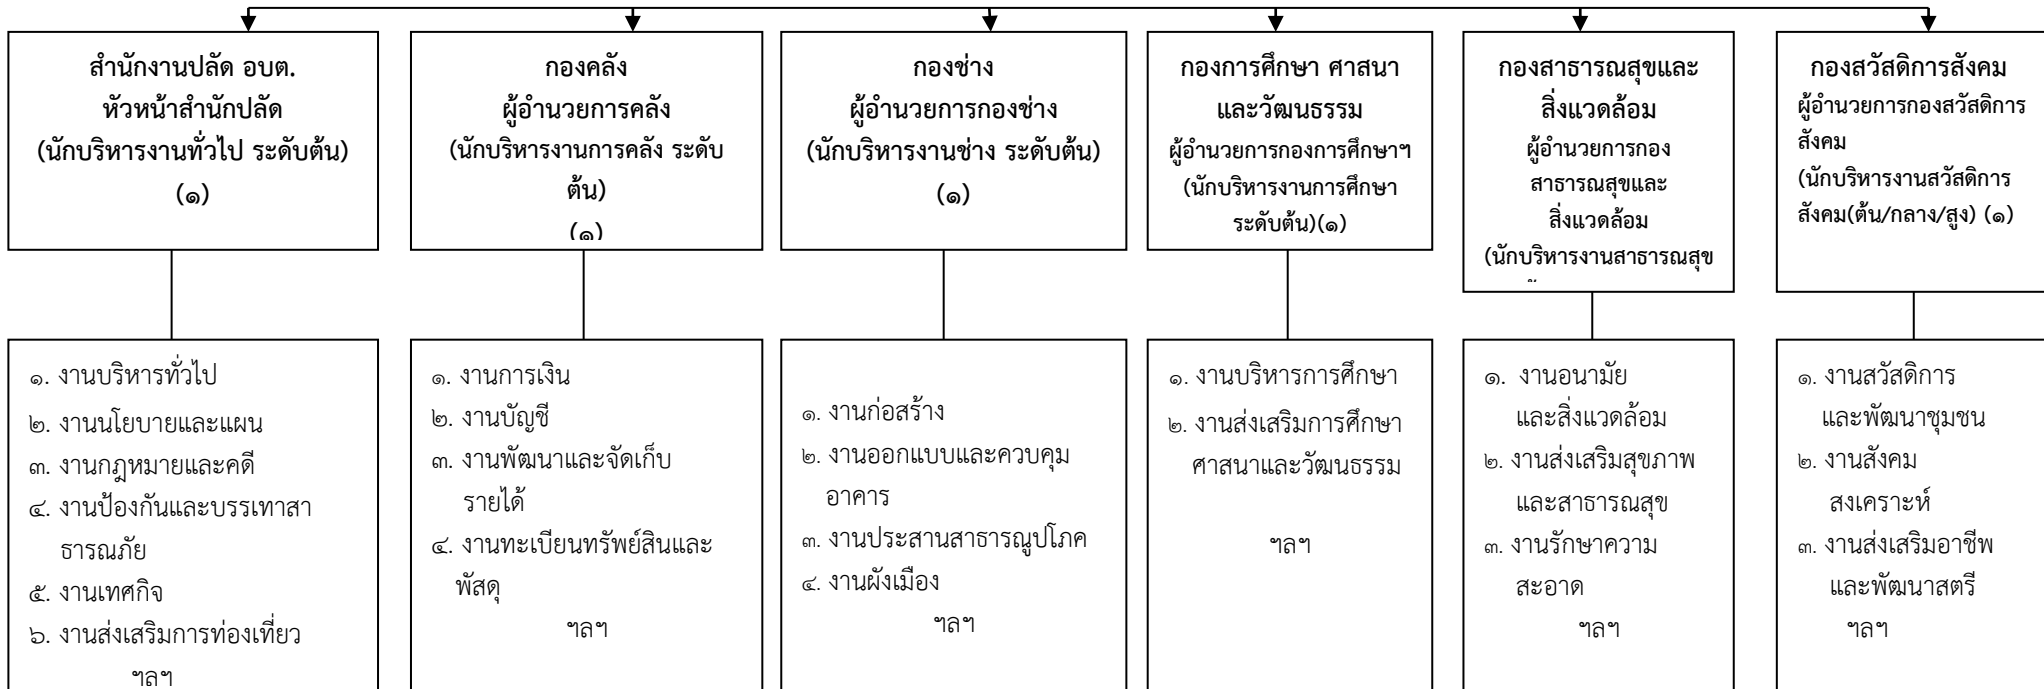 สำนักงานปลัด อบต.
หัวหน้าสำนักปลัด
(นักบริหารงานทั่วไป ระดับต้น)
(๑)
กองคลัง
ผู้อำนวยการคลัง
(นักบริหารงานการคลัง ระดับ
ต้น)
(๑)
กองช่าง
ผู้อำนวยการกองช่าง
(นักบริหารงานช่าง ระดับต้น)
(๑)
กองการศึกษา ศาสนา
และวัฒนธรรม
ผู้อำนวยการกองการศึกษาฯ
(นักบริหารงานการศึกษา
ระดับต้น)(๑)
กองสาธารณสุขและ
สิ่งแวดล้อม
ผู้อำนวยการกอง
สาธารณสุขและ
สิ่งแวดล้อม
(นักบริหารงานสาธารณสุข
กองสวัสดิการสังคม
ผู้อำนวยการกองสวัสดิการ
สังคม
(นักบริหารงานสวัสดิการ
สังคม(ต้น/กลาง/สูง) (๑)
๑. งานบริหารทั่วไป
๒. งานนโยบายและแผน
๓. งานกฎหมายและคดี
๔. งานป้องกันและบรรเทาสา
ธารณภัย
๕. งานเทศกิจ
๖. งานส่งเสริมการท่องเที่ยว
ฯลฯ
๑. งานการเงิน
๒. งานบัญชี
๓. งานพัฒนาและจัดเก็บ
รายได้
๔. งานทะเบียนทรัพย์สินและ
พัสดุ
ฯลฯ
๑. งานก่อสร้าง
๒. งานออกแบบและควบคุม
อาคาร
๓. งานประสานสาธารณูปโภค
๔. งานผังเมือง
ฯลฯ
๑. งานบริหารการศึกษา
๒. งานส่งเสริมการศึกษา
ศาสนาและวัฒนธรรม
ฯลฯ
๑. งานอนามัย
และสิ่งแวดล้อม
๒. งานส่งเสริมสุขภาพ
และสาธารณสุข
๓. งานรักษาความ
สะอาด
ฯลฯ
๑. งานสวัสดิการ
และพัฒนาชุมชน
๒. งานสังคม
สงเคราะห์
๓. งานส่งเสริมอาชีพ
และพัฒนาสตรี
ฯลฯ